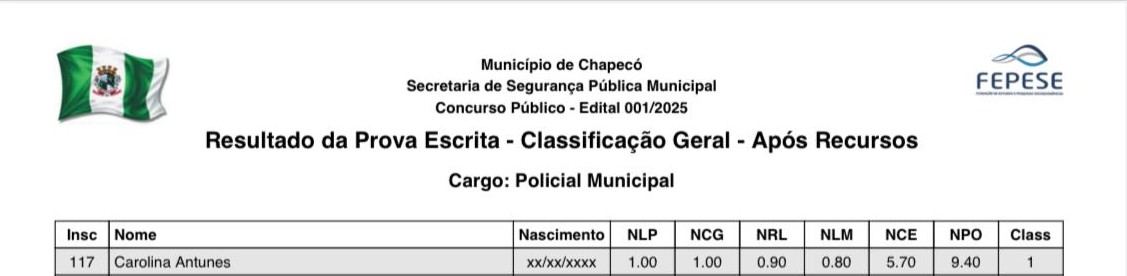 Município de Chapecó
Secretaria de Segurança Pública Municipal
Concurso Público - Edital 001/2025
FEPESE
Resultado da Prova Escrita - Classificação Geral - Após Recursos
Cargo: Policial Municipal
Insc Nome Nascimento NLP NCG NRL NLM NCE NPO Class
117 Carolina Antunes xx/xx/xxxx 1.00 1.00 0.90 0.80 5.70 9.40 1